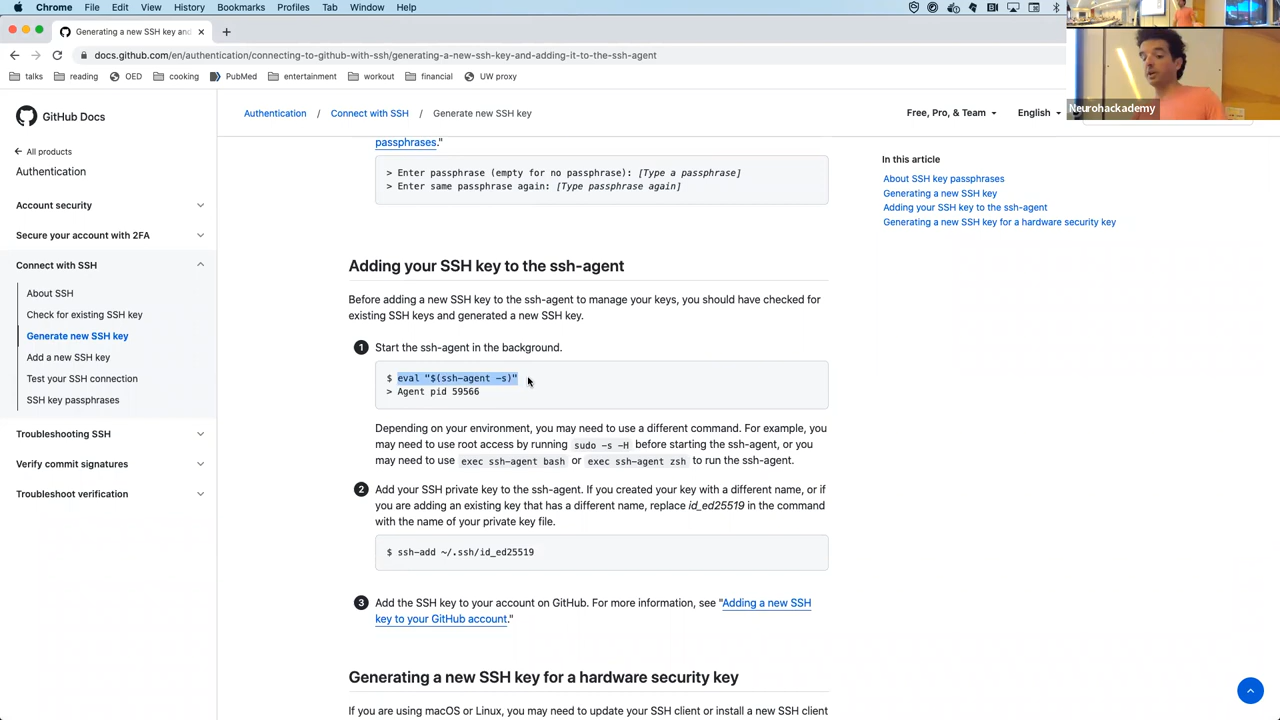 Chrome File Edit View History Bookmarks Profiles Tab Window Help
Generating a new SSH key and
docs.github.com/en/authentication/connecting-to-github-with-ssh/generating-a-new-ssh-key-and-adding-it-to-the-ssh-agent
talks reading OED cooking PubMed entertainment workout financial UW proxy
Neurohackademy
GitHub Docs
Authentication / Connect with SSH / Generate new SSH key
Free, Pro, & Team English
All products
Authentication
Account security
Secure your account with 2FA
Connect with SSH
About SSH
Check for existing SSH key
Generate new SSH key
Add a new SSH key
Test your SSH connection
SSH key passphrases
Troubleshooting SSH
Verify commit signatures
Troubleshoot verification
passphrases."
> Enter passphrase (empty for no passphrase): [Type a passphrase]
> Enter same passphrase again: [Type passphrase again]
Adding your SSH key to the ssh-agent
Before adding a new SSH key to the ssh-agent to manage your keys, you should have checked for
existing SSH keys and generated a new SSH key.
1 Start the ssh-agent in the background.
$ eval "$(ssh-agent -s)"
> Agent pid 59566
Depending on your environment, you may need to use a different command. For example, you
may need to use root access by running sudo -s -H before starting the ssh-agent, or you
may need to use exec ssh-agent bash or exec ssh-agent zsh to run the ssh-agent.
2 Add your SSH private key to the ssh-agent. If you created your key with a different name, or if
you are adding an existing key that has a different name, replace id_ed25519 in the command
with the name of your private key file.
$ ssh-add ~/.ssh/id_ed25519
3 Add the SSH key to your account on GitHub. For more information, see "Adding a new SSH
key to your GitHub account."
Generating a new SSH key for a hardware security key
If you are using macOS or Linux, you may need to update your SSH client or install a new SSH client
In this article
About SSH key passphrases
Generating a new SSH key
Adding your SSH key to the ssh-agent
Generating a new SSH key for a hardware security key